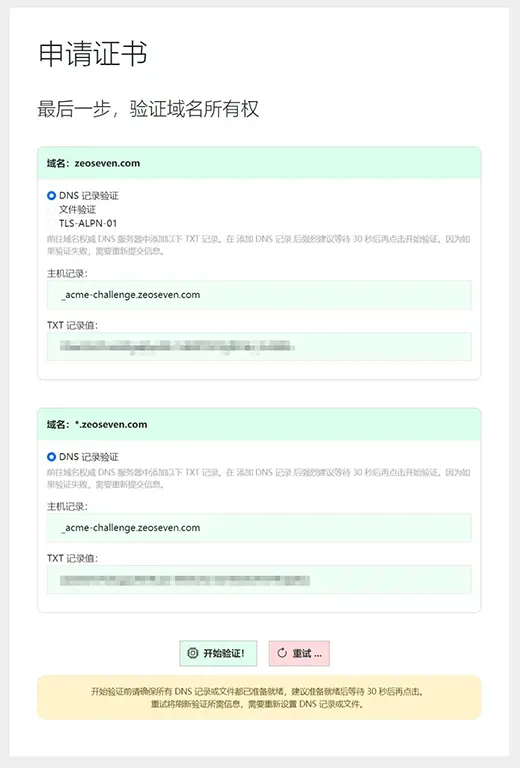 申请证书
最后一步，验证域名所有权
域名：zeoseven.com
DNS 记录验证
文件验证
TLS-ALPN-01
前往域名权威 DNS 服务器中添加以下 TXT 记录。在 添加 DNS 记录 后强烈建议等待 30 秒后再点击开始验证。因为如
果验证失败，需要重新提交信息。
主机记录：
_acme-challenge.zeoseven.com
TXT 记录值：
域名：*.zeoseven.com
DNS 记录验证
前往域名权威 DNS 服务器中添加以下 TXT 记录。在 添加 DNS 记录 后强烈建议等待 30 秒后再点击开始验证。因为如
果验证失败，需要重新提交信息。
主机记录：
_acme-challenge.zeoseven.com
TXT 记录值：
开始验证！ 重试 ...
开始验证前请确保所有 DNS 记录或文件都已准备就绪，建议准备就绪后等待 30 秒后再点击。
重试将刷新验证所需信息，需要重新设置 DNS 记录或文件。